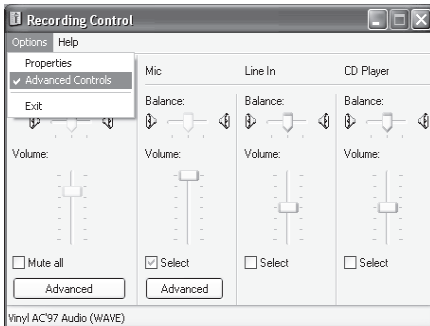 Recording Control
Options Help
Properties
Advanced Controls
Exit
Mic Line In CD Player
Balance: Balance: Balance:
Volume: Volume: Volume: Volume:
Mute all Select Select Select
Advanced Advanced
Vinyl AC'97 Audio (WAVE)